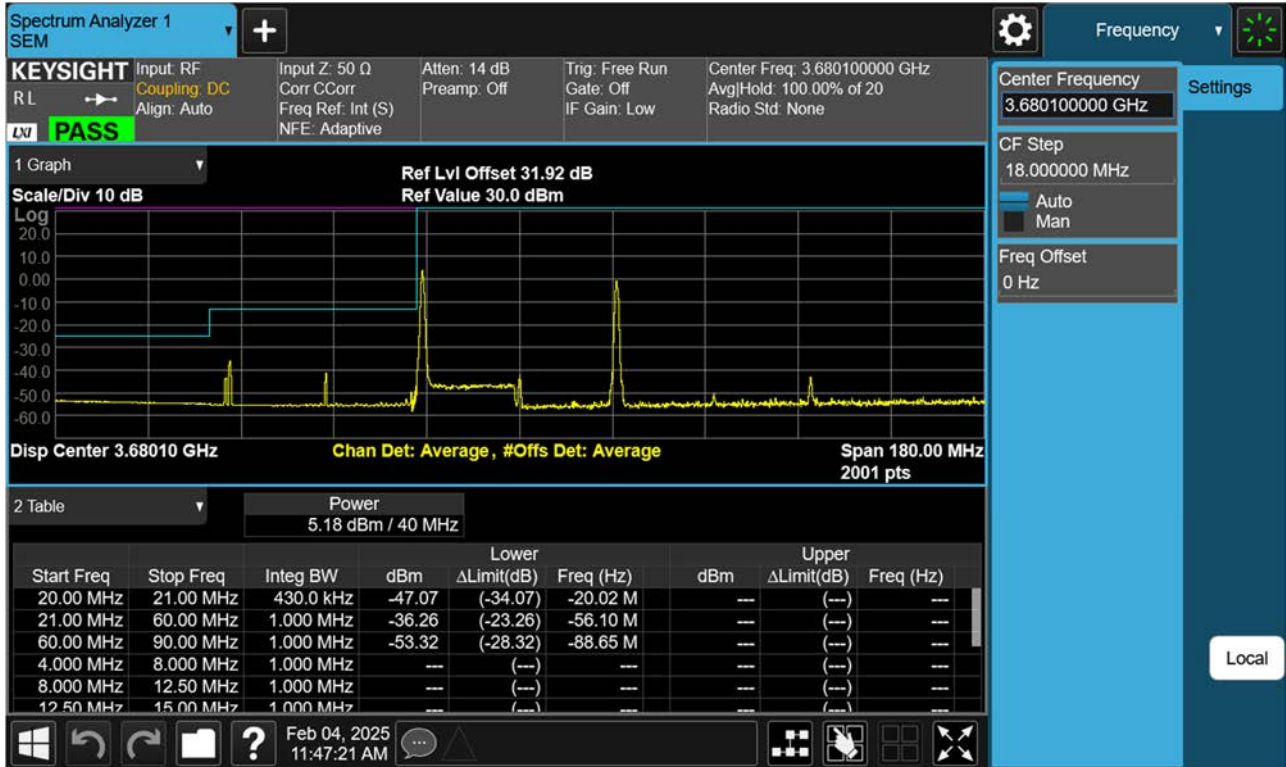 Spectrum Analyzer 1
SEM
Frequency
KEYSIGHT
RL
LXI
PASS
Input: RF
Coupling: DC
Align: Auto
Input Z: 50 Ω
Corr CCorr
Freq Ref: Int (S)
NFE: Adaptive
Atten: 14 dB
Preamp: Off
Trig: Free Run
Gate: Off
IF Gain: Low
Center Freq: 3.680100000 GHz
Avg|Hold: 100.00% of 20
Radio Std: None
Center Frequency
3.680100000 GHz
Settings
CF Step
18.000000 MHz
Auto
Man
Freq Offset
0 Hz
Local
1 Graph
Scale/Div 10 dB
Ref Lvl Offset 31.92 dB
Ref Value 30.0 dBm
Log
20.0
10.0
0.00
-10.0
-20.0
-30.0
-40.0
-50.0
-60.0
Disp Center 3.68010 GHz
Chan Det: Average, #Offs Det: Average
Span 180.00 MHz
2001 pts
2 Table
Power
5.18 dBm / 40 MHz
Lower Upper
Start Freq Stop Freq Integ BW dBm ΔLimit(dB) Freq (Hz) dBm ΔLimit(dB) Freq (Hz)
20.00 MHz 21.00 MHz 430.0 kHz -47.07 (-34.07) -20.02 M --- (---) ---
21.00 MHz 60.00 MHz 1.000 MHz -36.26 (-23.26) -56.10 M --- (---) ---
60.00 MHz 90.00 MHz 1.000 MHz -53.32 (-28.32) -88.65 M --- (---) ---
4.000 MHz 8.000 MHz 1.000 MHz --- (---) --- --- (---) ---
8.000 MHz 12.50 MHz 1.000 MHz --- (---) --- --- (---) ---
12.50 MHz 15.00 MHz 1.000 MHz --- (---) --- --- (---) ---
Feb 04, 2025
11:47:21 AM